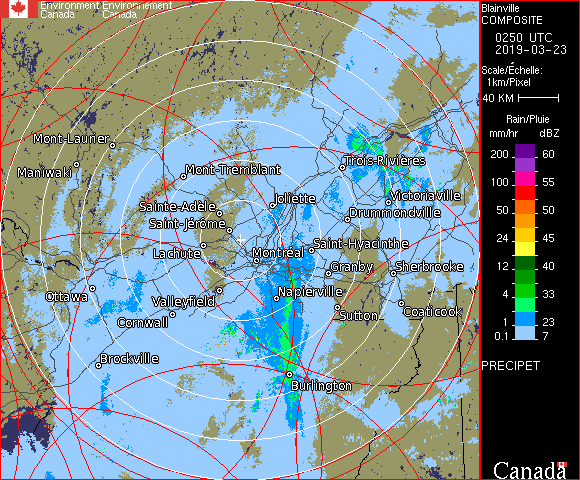 Environment Environnement
Canada Canada
Mont-Laurier
Maniwaki
Mont-Tremblant
Trois-Rivières
Sainte-Adèle
Joliette
Victoriaville
Saint-Jérôme
Drummondville
Lachute
Montréal
Saint-Hyacinthe
Granby
Sherbrooke
Ottawa
Valleyfield
Napierville
Cornwall
Sutton
Coaticook
Brockville
Burlington
Blainville
COMPOSITE
0250 UTC
2019-03-23
Scale/Échelle:
1km/Pixel
40 KM
Rain/Pluie
mm/hr dBZ
200 60
100 55
50 50
24 45
12 40
4 33
1 23
0.1 7
PRECIPET
Canada